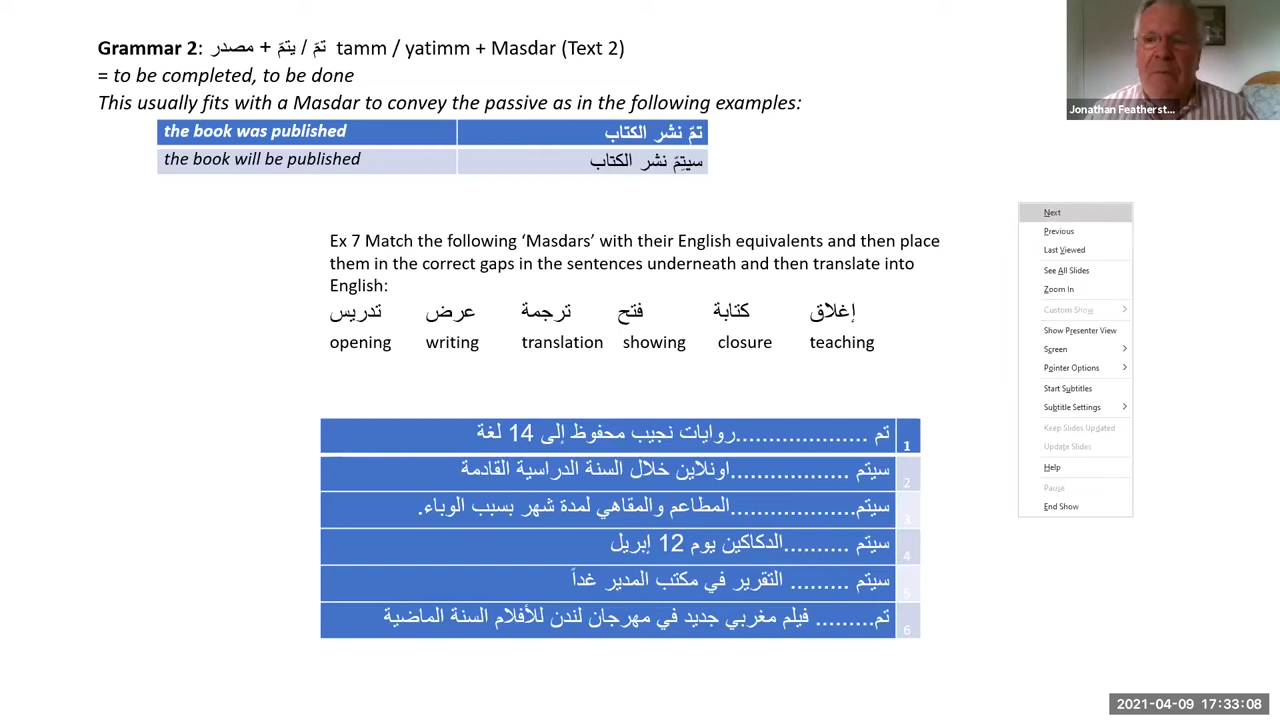 Grammar 2: تمّ / يتمّ + مصدر tamm / yatimm + Masdar (Text 2)
= to be completed, to be done
This usually fits with a Masdar to convey the passive as in the following examples:
the book was published تمّ نشر الكتاب
the book will be published سيتِمّ نشر الكتاب
Ex 7 Match the following ‘Masdars’ with their English equivalents and then place
them in the correct gaps in the sentences underneath and then translate into
English:
إغلاق كتابة فتح ترجمة عرض تدريس
opening writing translation showing closure teaching
1 تم .....................روايات نجيب محفوظ إلى 14 لغة
2 سيتم ..................اونلاين خلال السنة الدراسية القادمة
3 سيتم...................المطاعم والمقاهي لمدة شهر بسبب الوباء.
4 سيتم ..........الدكاكين يوم 12 إبريل
5 سيتم ......... التقرير في مكتب المدير غداً
6 تم......... فيلم مغربي جديد في مهرجان لندن للأفلام السنة الماضية
Jonathan Featherst...
Next
Previous
Last Viewed
See All Slides
Zoom In
Custom Show
Show Presenter View
Screen
Pointer Options
Start Subtitles
Subtitle Settings
Keep Slides Updated
Update Slides
Help
Pause
End Show
2021-04-09 17:33:08